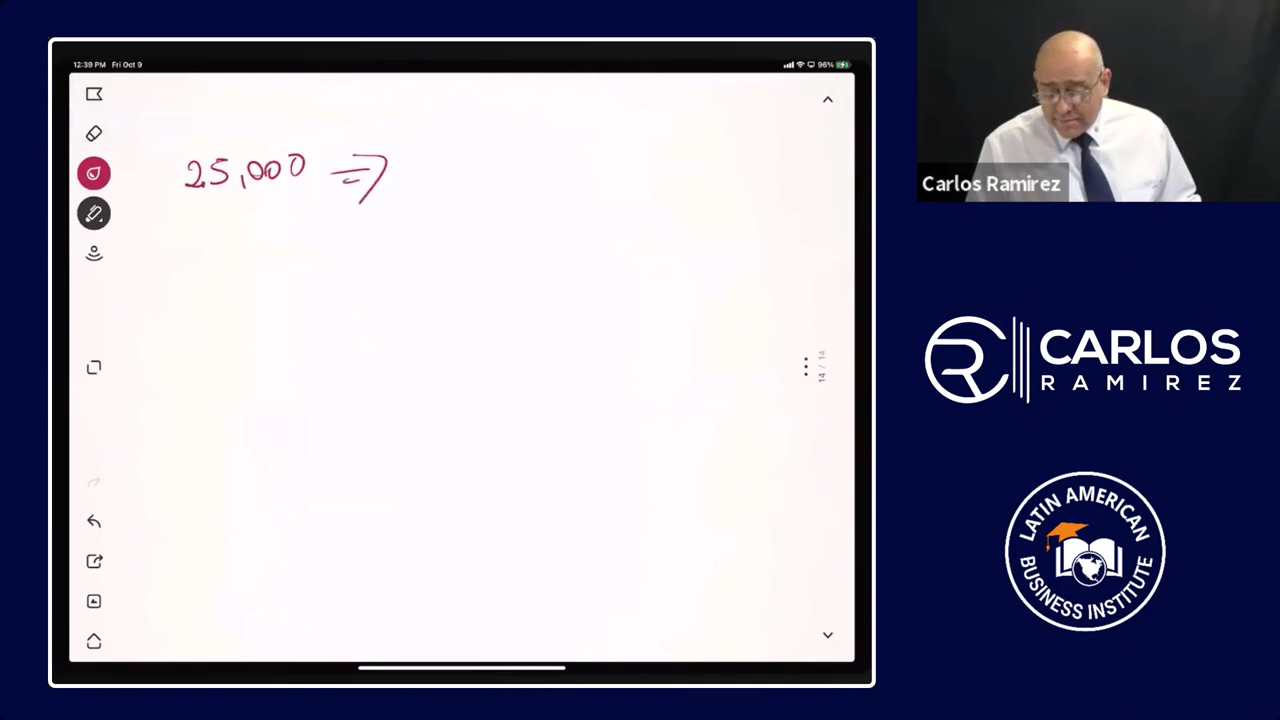 12:39 PM Fri Oct 9
96%
25,000 =>
14 / 14
Carlos Ramirez
CARLOS
RAMIREZ
LATIN AMERICAN
BUSINESS INSTITUTE